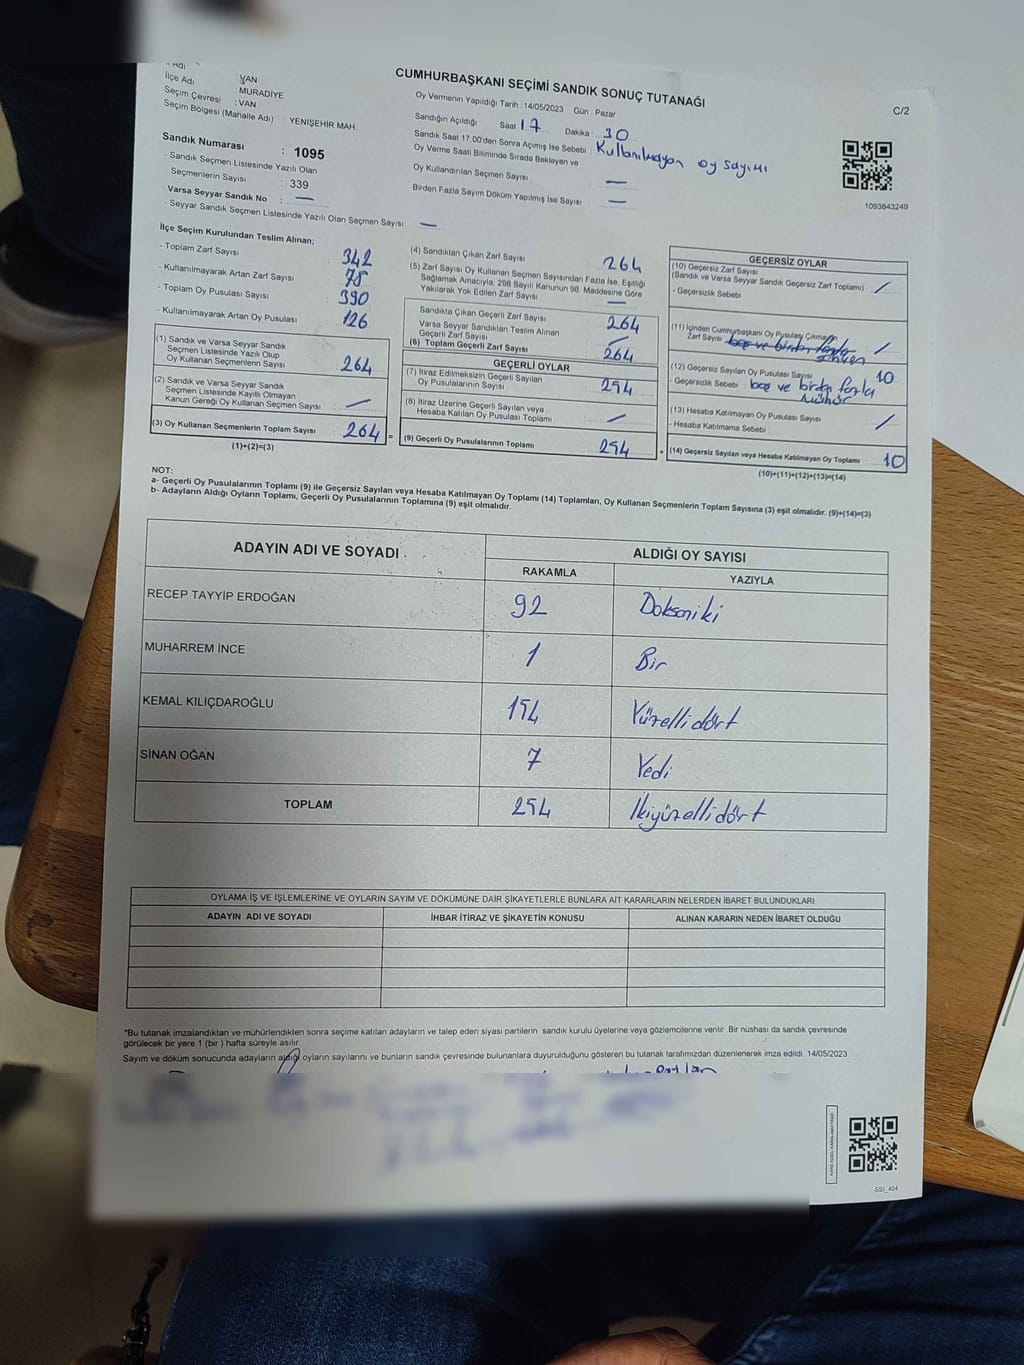 İlçe Adı : VAN
Seçim Çevresi : MURADİYE
Seçim Bölgesi (Mahalle Adı) : VAN
: YENİŞEHİR MAH.
CUMHURBAŞKANI SEÇİMİ SANDIK SONUÇ TUTANAĞI
C/2
Oy Vermenin Yapıldığı Tarih : 14/05/2023 Gün : Pazar
Sandığın Açıldığı Saat 17 Dakika : 30
Sandık Saat 17:00'den Sonra Açımış İse Sebebi : Kullanılmayan oy sayımı
Oy Verme Saati Bitiminde Sırada Bekleyen ve
Oy Kullandırılan Seçmen Sayısı : —
Birden Fazla Sayım Döküm Yapılmış İse Sayısı : —
1093843249
Sandık Numarası : 1095
- Sandık Seçmen Listesinde Yazılı Olan
Seçmenlerin Sayısı : 339
Varsa Seyyar Sandık No : —
- Seyyar Sandık Seçmen Listesinde Yazılı Olan Seçmen Sayısı : —
İlçe Seçim Kurulundan Teslim Alınan;
- Toplam Zarf Sayısı 342
- Kullanılmayarak Artan Zarf Sayısı 78
- Toplam Oy Pusulası Sayısı 390
- Kullanılmayarak Artan Oy Pusulası 126
(1) Sandık ve Varsa Seyyar Sandık
Seçmen Listesinde Yazılı Olup
Oy Kullanan Seçmenlerin Sayısı 264
(2) Sandık ve Varsa Seyyar Sandık
Seçmen Listesinde Kayıtlı Olmayan
Kanun Gereği Oy Kullanan Seçmen Sayısı —
(3) Oy Kullanan Seçmenlerin Toplam Sayısı 264
(1)+(2)=(3)
(4) Sandıktan Çıkan Zarf Sayısı 264
(5) Zarf Sayısı Oy Kullanan Seçmen Sayısından Fazla İse, Eşitliği
Sağlamak Amacıyla, 298 Sayılı Kanunun 98. Maddesine Göre
Yakılarak Yok Edilen Zarf Sayısı —
Sandıkta Çıkan Geçerli Zarf Sayısı 264
Varsa Seyyar Sandıktan Teslim Alınan
Geçerli Zarf Sayısı —
(6) Toplam Geçerli Zarf Sayısı 264
GEÇERLİ OYLAR
(7) İtiraz Edilmeksizin Geçerli Sayılan
Oy Pusulalarının Sayısı 254
(8) İtiraz Üzerine Geçerli Sayılan veya
Hesaba Katılan Oy Pusulası Toplamı /
(9) Geçerli Oy Pusulalarının Toplamı 254
GEÇERSİZ OYLAR
(10) Geçersiz Zarf Sayısı
(Sandık ve Varsa Seyyar Sandık Geçersiz Zarf Toplamı) /
- Geçersizlik Sebebi
(11) İçinden Cumhurbaşkanı Oy Pusulası Çıkmayan
Zarf Sayısı /
(12) Geçersiz Sayılan Oy Pusulası Sayısı 10
- Geçersizlik Sebebi boş ve birden fazla
Mühür
(13) Hesaba Katılmayan Oy Pusulası Sayısı /
- Hesaba Katılmama Sebebi
(14) Geçersiz Sayılan veya Hesaba Katılmayan Oy Toplamı 10
(10)+(11)+(12)+(13)=(14)
NOT:
a- Geçerli Oy Pusulalarının Toplamı (9) ile Geçersiz Sayılan veya Hesaba Katılmayan Oy Toplamı (14) Toplamları, Oy Kullanan Seçmenlerin Toplam Sayısına (3) eşit olmalıdır. (9)+(14)=(3)
b- Adayların Aldığı Oyların Toplamı, Geçerli Oy Pusulalarının Toplamına (9) eşit olmalıdır.
ADAYIN ADI VE SOYADI ALDIĞI OY SAYISI
RAKAMLA YAZIYLA
RECEP TAYYİP ERDOĞAN 92 Doksaniki
MUHARREM İNCE 1 Bir
KEMAL KILIÇDAROĞLU 154 Yüzellidört
SİNAN OĞAN 7 Yedi
TOPLAM 254 İkiyüzellidört
OYLAMA İŞ VE İŞLEMLERİNE VE OYLARIN SAYIM VE DÖKÜMÜNE DAİR ŞİKAYETLERLE BUNLARA AİT KARARLARIN NELERDEN İBARET BULUNDUKLARI
ADAYIN ADI VE SOYADI İHBAR İTİRAZ VE ŞİKAYETİN KONUSU ALINAN KARARIN NEDEN İBARET OLDUĞU
*Bu tutanak imzalandıktan ve mühürlendikten sonra seçime katılan adayların ve talep eden siyasi partilerin sandık kurulu üyelerine veya gözlemcilerine verilir. Bir nüshası da sandık çevresinde
görülecek bir yere 1 (bir) hafta süreyle asılır.
Sayım ve döküm sonucunda adayların aldığı oyların sayılarını ve bunların sandık çevresinde bulunanlara duyurulduğunu gösteren bu tutanak tarafımızdan düzenlenerek imza edildi. 14/05/2023
SSI_404